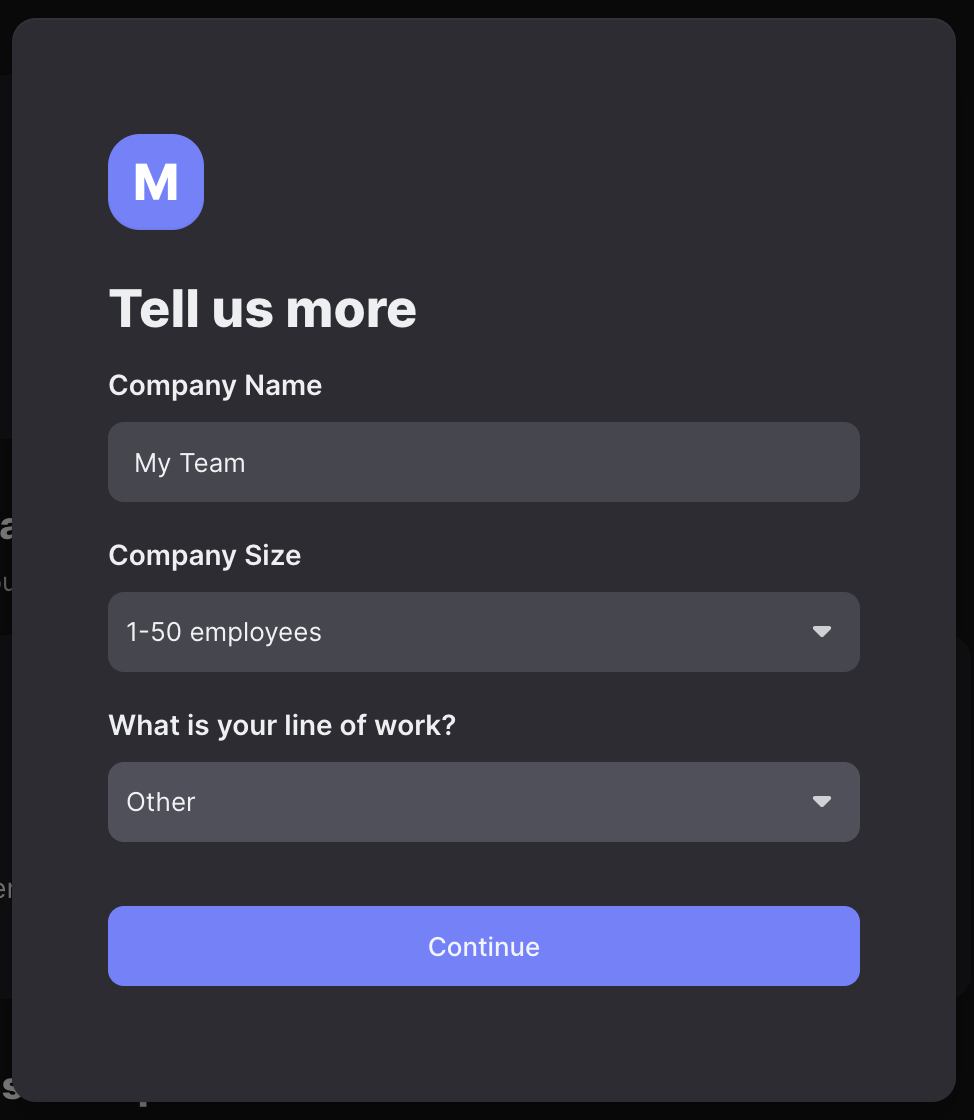 M
Tell us more
Company Name
My Team
Company Size
1-50 employees
What is your line of work?
Other
Continue